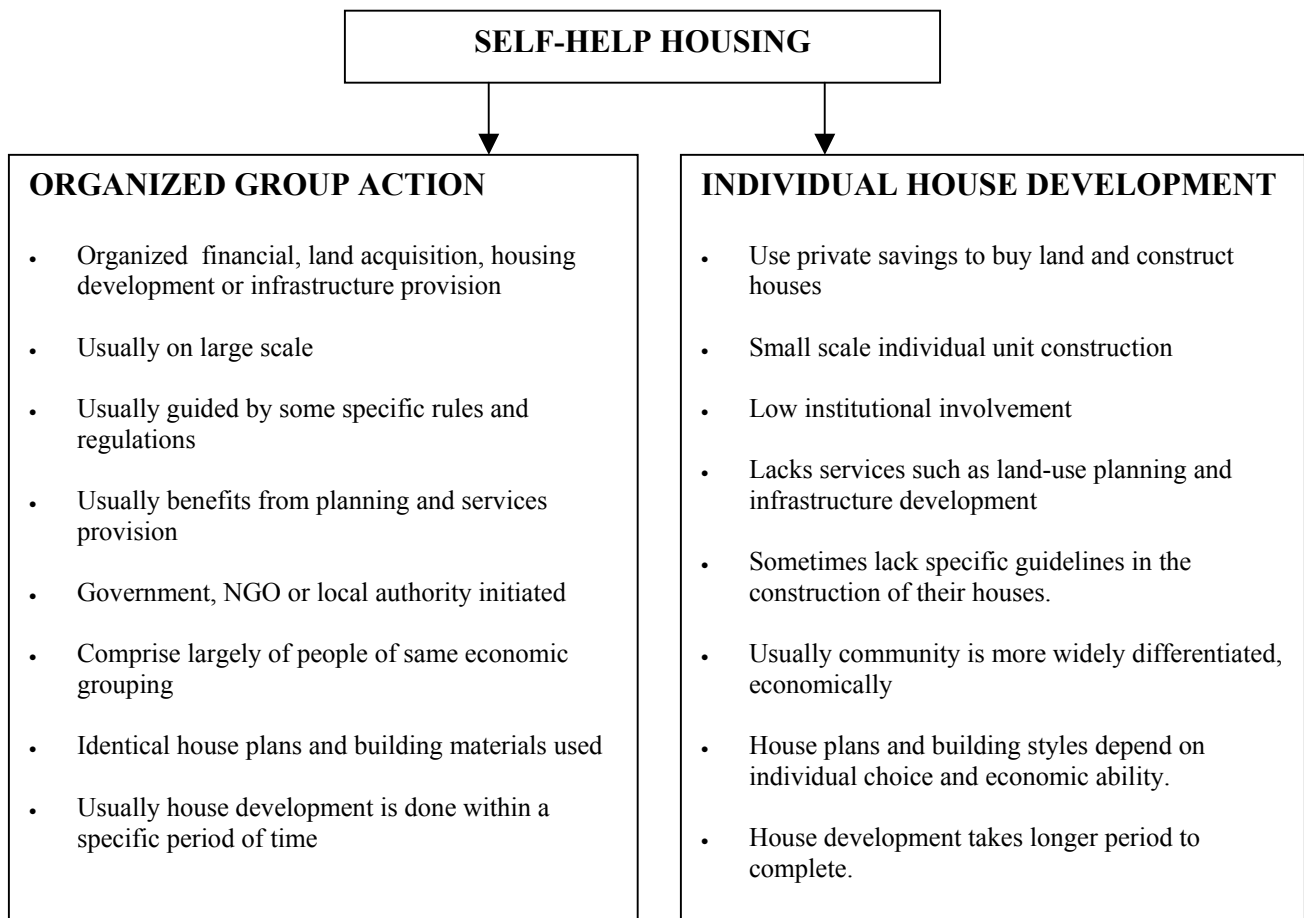 SELF-HELP HOUSING
ORGANIZED GROUP ACTION
• Organized financial, land acquisition, housing
development or infrastructure provision
• Usually on large scale
• Usually guided by some specific rules and
regulations
• Usually benefits from planning and services
provision
• Government, NGO or local authority initiated
• Comprise largely of people of same economic
grouping
• Identical house plans and building materials used
• Usually house development is done within a
specific period of time
INDIVIDUAL HOUSE DEVELOPMENT
• Use private savings to buy land and construct
houses
• Small scale individual unit construction
• Low institutional involvement
• Lacks services such as land-use planning and
infrastructure development
• Sometimes lack specific guidelines in the
construction of their houses.
• Usually community is more widely differentiated,
economically
• House plans and building styles depend on
individual choice and economic ability.
• House development takes longer period to
complete.